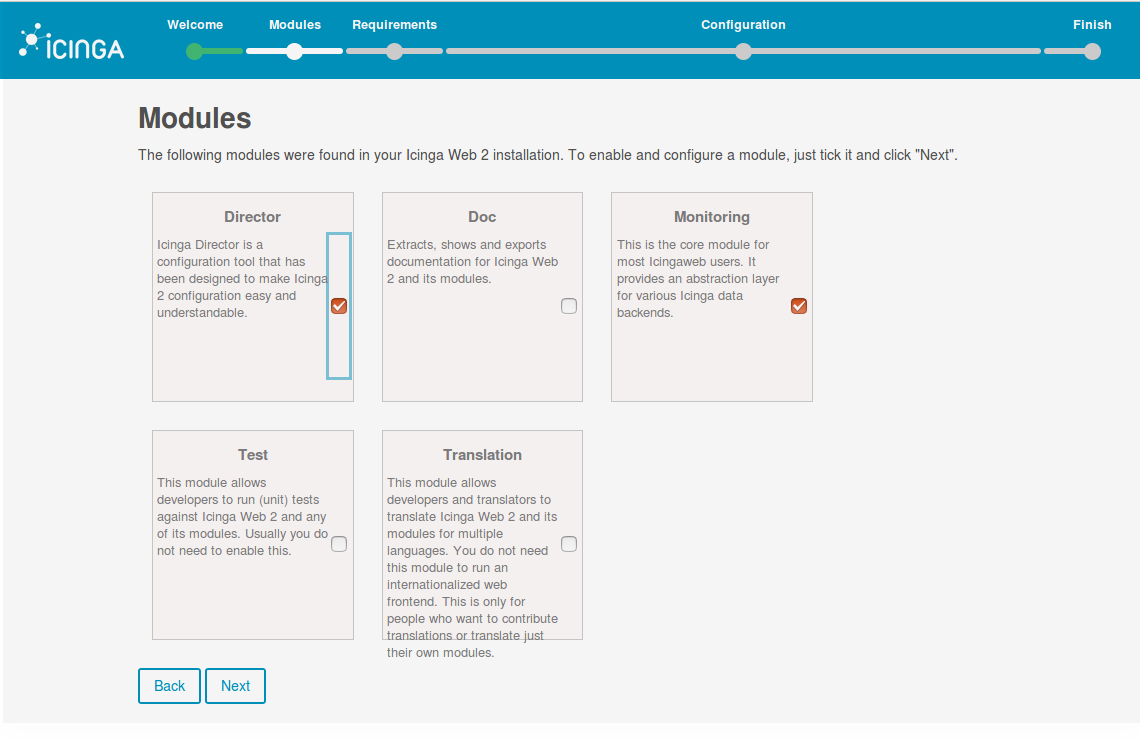 ICINGA
Welcome
Modules
Requirements
Configuration
Finish
Modules
The following modules were found in your Icinga Web 2 installation. To enable and configure a module, just tick it and click "Next".
Director
Icinga Director is a
configuration tool that has
been designed to make Icinga
2 configuration easy and
understandable.
Doc
Extracts, shows and exports
documentation for Icinga Web
2 and its modules.
Monitoring
This is the core module for
most Icingaweb users. It
provides an abstraction layer
for various Icinga data
backends.
Test
This module allows
developers to run (unit) tests
against Icinga Web 2 and any
of its modules. Usually you do
not need to enable this.
Translation
This module allows
developers and translators to
translate Icinga Web 2 and its
modules for multiple
languages. You do not need
this module to run an
internationalized web
frontend. This is only for
people who want to contribute
translations or translate just
their own modules.
Back
Next